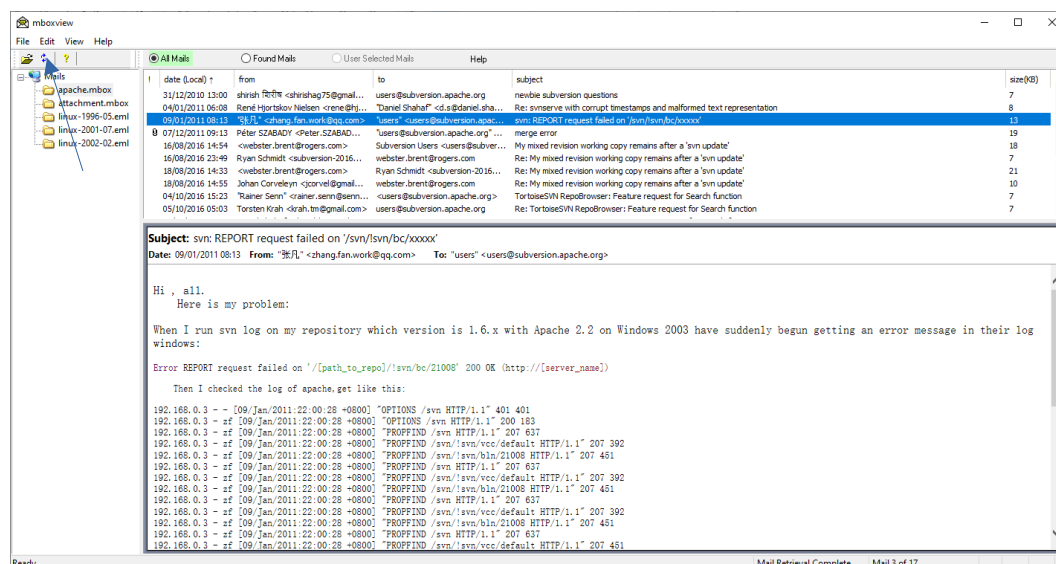 mboxview
File Edit View Help
?
All Mails Found Mails User Selected Mails Help
Mails
apache.mbox
attachment.mbox
linux-1996-05.eml
linux-2001-07.eml
linux-2002-02.eml
! date (Local) ↑ from to subject size(KB)
31/12/2010 13:00 shirish शिरीष <shirishag75@gmail... users@subversion.apache.org newbie subversion questions 7
04/01/2011 06:08 René Hjortskov Nielsen <rene@hj... "Daniel Shahaf" <d.s@daniel.sha... Re: svnserve with corrupt timestamps and malformed text representation 8
09/01/2011 08:13 "张凡" <zhang.fan.work@qq.com> "users" <users@subversion.apac... svn: REPORT request failed on '/svn/!svn/bc/xxxxx' 13
07/12/2011 09:13 Péter SZABADY <Peter.SZABAD... "users@subversion.apache.org" ... merge error 19
16/08/2016 14:54 <webster.brent@rogers.com> Subversion Users <users@subver... My mixed revision working copy remains after a 'svn update' 18
16/08/2016 23:49 Ryan Schmidt <subversion-2016... webster.brent@rogers.com Re: My mixed revision working copy remains after a 'svn update' 7
18/08/2016 14:33 <webster.brent@rogers.com> Ryan Schmidt <subversion-2016... Re: My mixed revision working copy remains after a 'svn update' 21
18/08/2016 14:55 Johan Corveleyn <jcorvel@gmail... webster.brent@rogers.com Re: My mixed revision working copy remains after a 'svn update' 10
04/10/2016 15:23 "Rainer Senn" <rainer.senn@senn... <users@subversion.apache.org> TortoiseSVN RepoBrowser: Feature request for Search function 7
05/10/2016 05:03 Torsten Krah <krah.tm@gmail.com> users@subversion.apache.org Re: TortoiseSVN RepoBrowser: Feature request for Search function 7
Subject: svn: REPORT request failed on '/svn/!svn/bc/xxxxx'
Date: 09/01/2011 08:13 From: "张凡" <zhang.fan.work@qq.com> To: "users" <users@subversion.apache.org>
Hi , all.
Here is my problem:
When I run svn log on my repository which version is 1.6.x with Apache 2.2 on Windows 2003 have suddenly begun getting an error message in their log
windows:
Error REPORT request failed on '/[path_to_repo]/!svn/bc/21008' 200 OK (http://[server_name])
Then I checked the log of apache,get like this:
192.168.0.3 - - [09/Jan/2011:22:00:28 +0800] "OPTIONS /svn HTTP/1.1" 401 401
192.168.0.3 - zf [09/Jan/2011:22:00:28 +0800] "OPTIONS /svn HTTP/1.1" 200 183
192.168.0.3 - zf [09/Jan/2011:22:00:28 +0800] "PROPFIND /svn HTTP/1.1" 207 637
192.168.0.3 - zf [09/Jan/2011:22:00:28 +0800] "PROPFIND /svn/!svn/vcc/default HTTP/1.1" 207 392
192.168.0.3 - zf [09/Jan/2011:22:00:28 +0800] "PROPFIND /svn/!svn/bln/21008 HTTP/1.1" 207 451
192.168.0.3 - zf [09/Jan/2011:22:00:28 +0800] "PROPFIND /svn HTTP/1.1" 207 637
192.168.0.3 - zf [09/Jan/2011:22:00:28 +0800] "PROPFIND /svn/!svn/vcc/default HTTP/1.1" 207 392
192.168.0.3 - zf [09/Jan/2011:22:00:28 +0800] "PROPFIND /svn/!svn/bln/21008 HTTP/1.1" 207 451
192.168.0.3 - zf [09/Jan/2011:22:00:28 +0800] "PROPFIND /svn HTTP/1.1" 207 637
192.168.0.3 - zf [09/Jan/2011:22:00:28 +0800] "PROPFIND /svn/!svn/vcc/default HTTP/1.1" 207 392
192.168.0.3 - zf [09/Jan/2011:22:00:28 +0800] "PROPFIND /svn/!svn/bln/21008 HTTP/1.1" 207 451
192.168.0.3 - zf [09/Jan/2011:22:00:28 +0800] "PROPFIND /svn HTTP/1.1" 207 637
192.168.0.3 - zf [09/Jan/2011:22:00:28 +0800] "PROPFIND /svn/!svn/vcc/default HTTP/1.1" 207 451
Ready Mail Retrieval Complete Mail 3 of 17